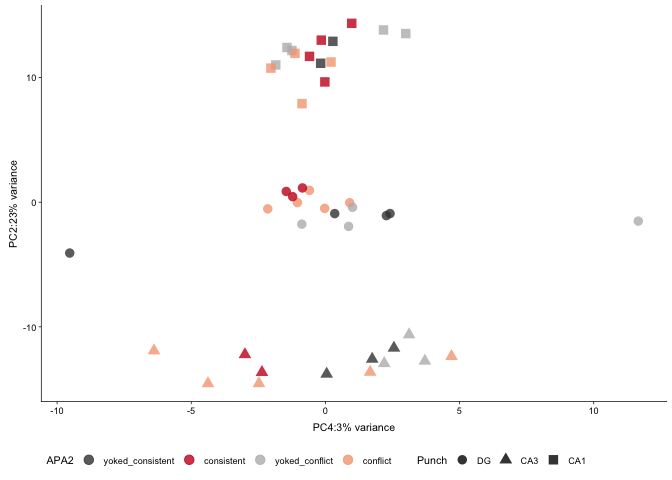 10
0
-10
PC2:23% variance
-10
-5
0
5
10
PC4:3% variance
APA2
yoked_consistent
consistent
yoked_conflict
conflict
Punch
DG
CA3
CA1